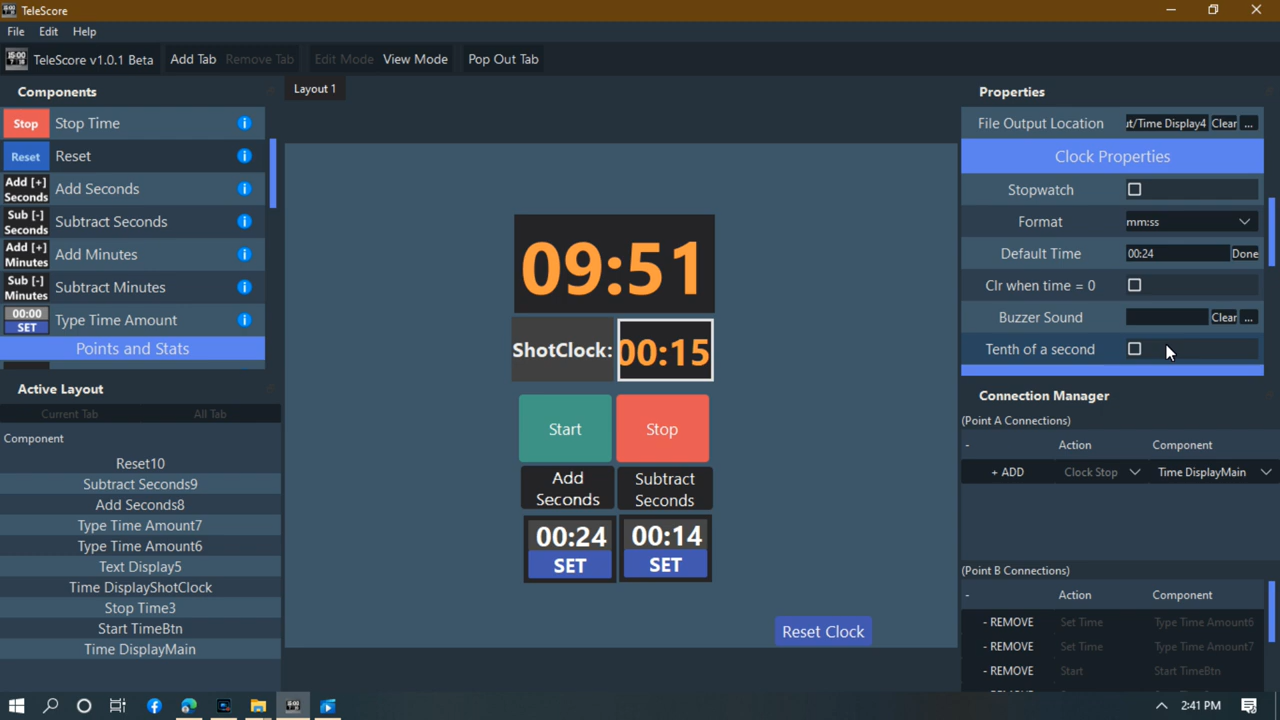 TeleScore
File Edit Help
TeleScore v1.0.1 Beta Add Tab Remove Tab Edit Mode View Mode Pop Out Tab
Components
Stop Stop Time
Reset Reset
Add [+] Seconds Add Seconds
Sub [-] Seconds Subtract Seconds
Add [+] Minutes Add Minutes
Sub [-] Minutes Subtract Minutes
00:00 SET Type Time Amount
Points and Stats
Active Layout
Current Tab All Tab
Component
Reset10
Subtract Seconds9
Add Seconds8
Type Time Amount7
Type Time Amount6
Text Display5
Time DisplayShotClock
Stop Time3
Start TimeBtn
Time DisplayMain
Layout 1
09:51
ShotClock: 00:15
Start Stop
Add Seconds Subtract Seconds
00:24 00:14
SET SET
Reset Clock
Properties
File Output Location ut/Time Display4 Clear ...
Clock Properties
Stopwatch
Format mm:ss
Default Time 00:24 Done
Clr when time = 0
Buzzer Sound Clear ...
Tenth of a second
Connection Manager
(Point A Connections)
- Action Component
+ ADD Clock Stop Time DisplayMain
(Point B Connections)
- Action Component
- REMOVE Set Time Type Time Amount6
- REMOVE Set Time Type Time Amount7
- REMOVE Start Start TimeBtn
2:41 PM